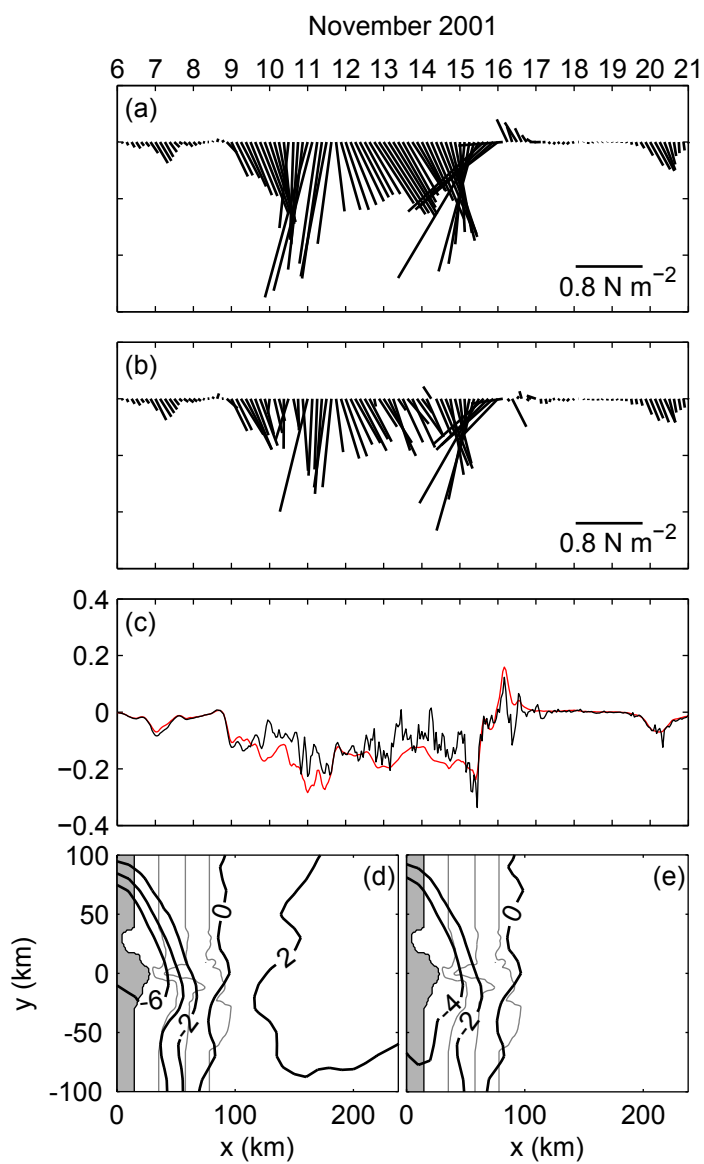 November 2001
6 7 8 9 10 11 12 13 14 15 16 17 18 19 20 21
(a)
0.8 N m−2
(b)
0.8 N m−2
0.4
(c)
0.2
0
−0.2
−0.4
100
(d)
(e)
0
0
50
2
0
-6
-2
-4
-2
-50
-100
y (km)
0 100 200
0 100 200
x (km)
x (km)